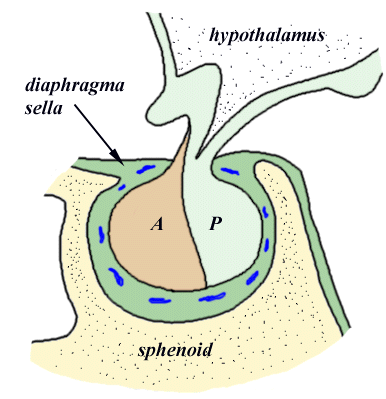 hypothalamus
diaphragma
sella
A
P
sphenoid